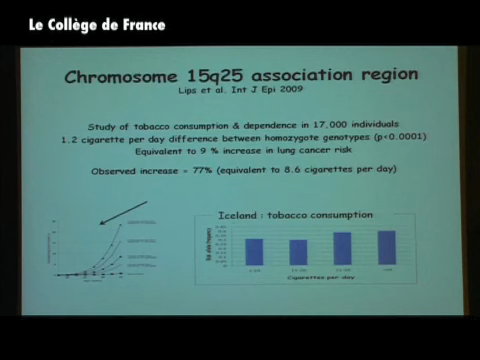 Le Collège de France
Chromosome 15q25 association region
Lips et al. Int J Epi 2009
Study of tobacco consumption & dependence in 17,000 individuals
1.2 cigarette per day difference between homozygote genotypes (p<0.0001)
Equivalent to 9 % increase in lung cancer risk
Observed increase = 77% (equivalent to 8.6 cigarettes per day)
Iceland : tobacco consumption
Cigarettes per day